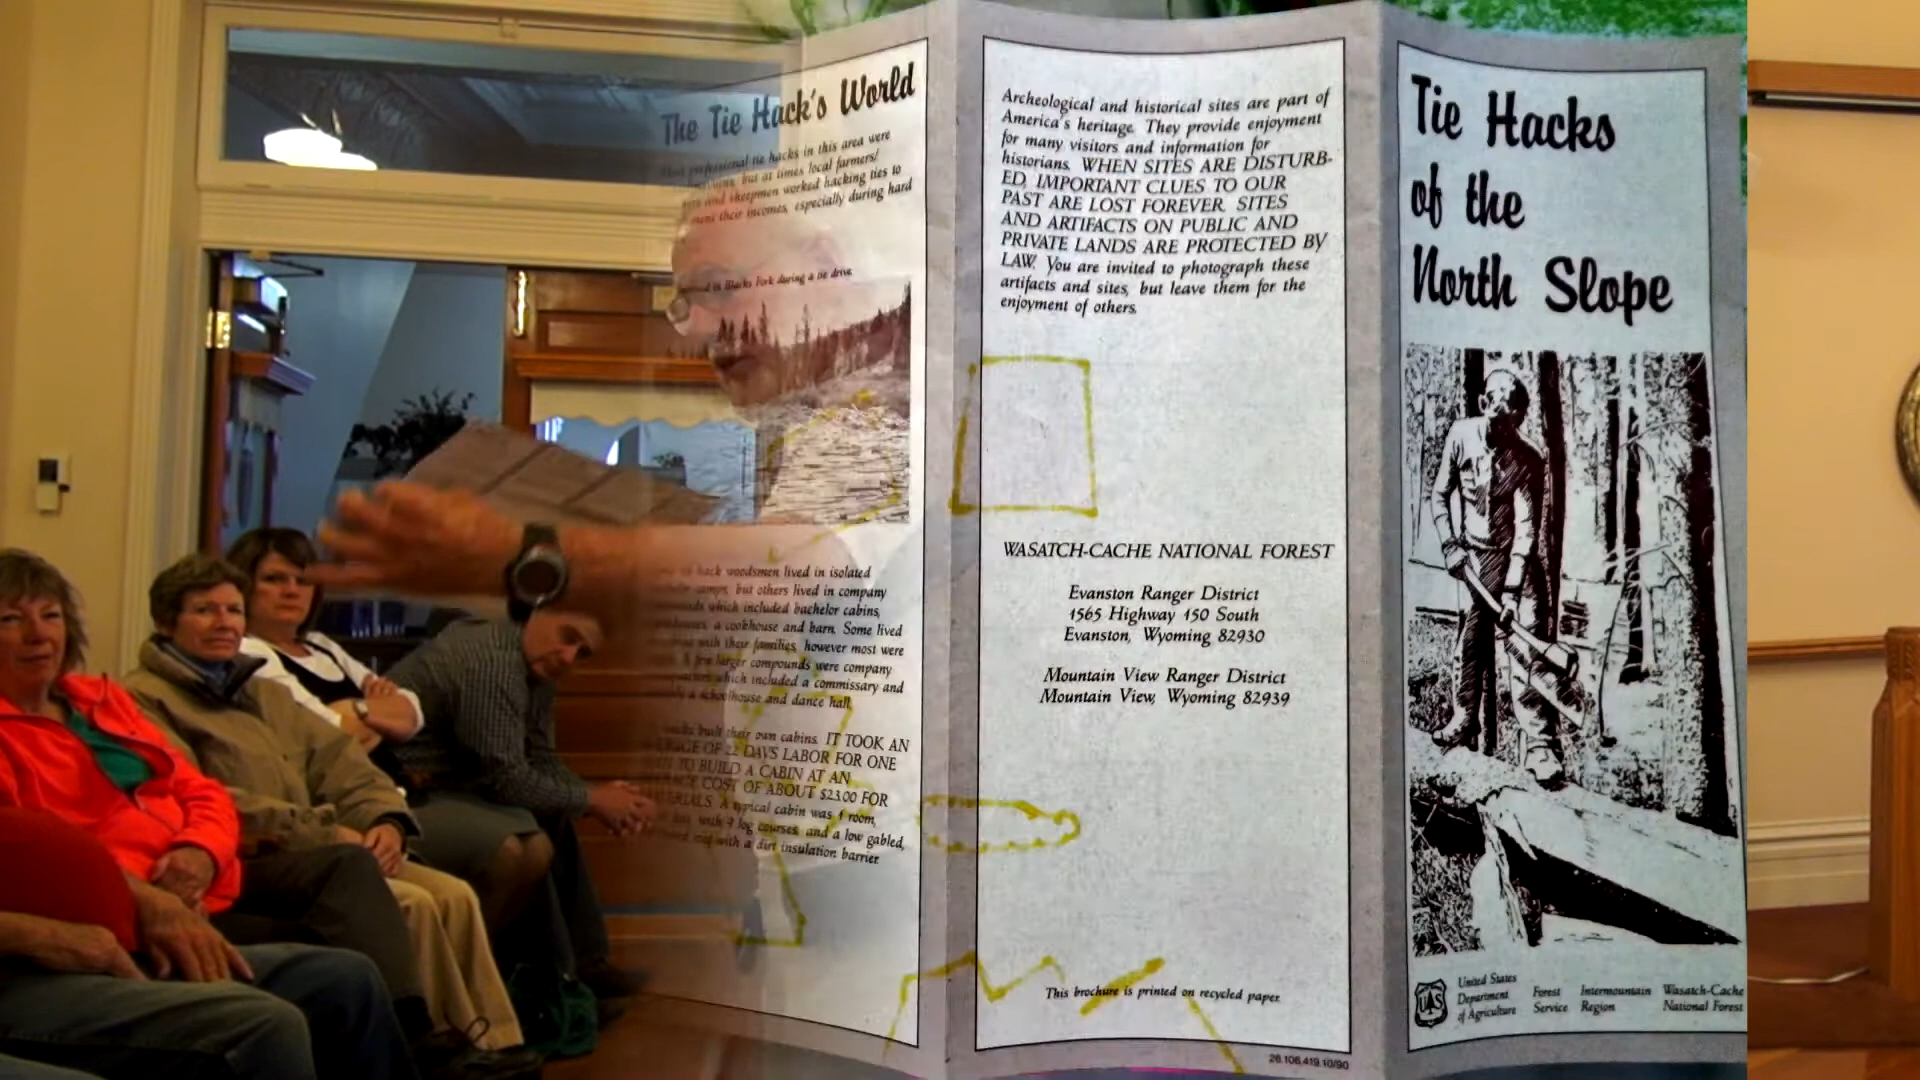 The Tie Hack's World
professional tie hacks in this area were
but at times local farmers/
and sheepmen worked hacking ties to
their incomes, especially during hard
in Blacks Fork during a tie drive.
hack woodsmen lived in isolated
camps, but others lived in company
which included bachelor cabins,
a cookhouse and barn. Some lived
with their families, however most were
A few larger compounds were company
which included a commissary and
a schoolhouse and dance hall.
built their own cabins. IT TOOK AN
OF 22 DAYS LABOR FOR ONE
TO BUILD A CABIN AT AN
COST OF ABOUT $23.00 FOR
A typical cabin was 1 room,
with 9 log courses, and a low gabled,
roof with a dirt insulation barrier.
Archeological and historical sites are part of
America's heritage. They provide enjoyment
for many visitors and information for
historians. WHEN SITES ARE DISTURB-
ED, IMPORTANT CLUES TO OUR
PAST ARE LOST FOREVER. SITES
AND ARTIFACTS ON PUBLIC AND
PRIVATE LANDS ARE PROTECTED BY
LAW. You are invited to photograph these
artifacts and sites, but leave them for the
enjoyment of others.
WASATCH-CACHE NATIONAL FOREST
Evanston Ranger District
1565 Highway 150 South
Evanston, Wyoming 82930
Mountain View Ranger District
Mountain View, Wyoming 82939
This brochure is printed on recycled paper.
26.106.419.10/90
Tie Hacks
of the
North Slope
United States
Department
of Agriculture
Forest
Service
Intermountain
Region
Wasatch-Cache
National Forest
UAS